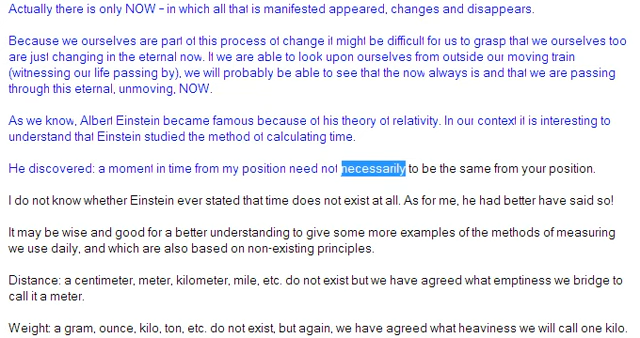 Actually there is only NOW – in which all that is manifested appeared, changes and disappears.
Because we ourselves are part of this process of change it might be difficult for us to grasp that we ourselves too
are just changing in the eternal now. If we are able to look upon ourselves from outside our moving train
(witnessing our life passing by), we will probably be able to see that the now always is and that we are passing
through this eternal, unmoving, NOW.
As we know, Albert Einstein became famous because of his theory of relativity. In our context it is interesting to
understand that Einstein studied the method of calculating time.
He discovered: a moment in time from my position need not necessarily to be the same from your position.
I do not know whether Einstein ever stated that time does not exist at all. As for me, he had better have said so!
It may be wise and good for a better understanding to give some more examples of the methods of measuring
we use daily, and which are also based on non-existing principles.
Distance: a centimeter, meter, kilometer, mile, etc. do not exist but we have agreed what emptiness we bridge to
call it a meter.
Weight: a gram, ounce, kilo, ton, etc. do not exist, but again, we have agreed what heaviness we will call one kilo.